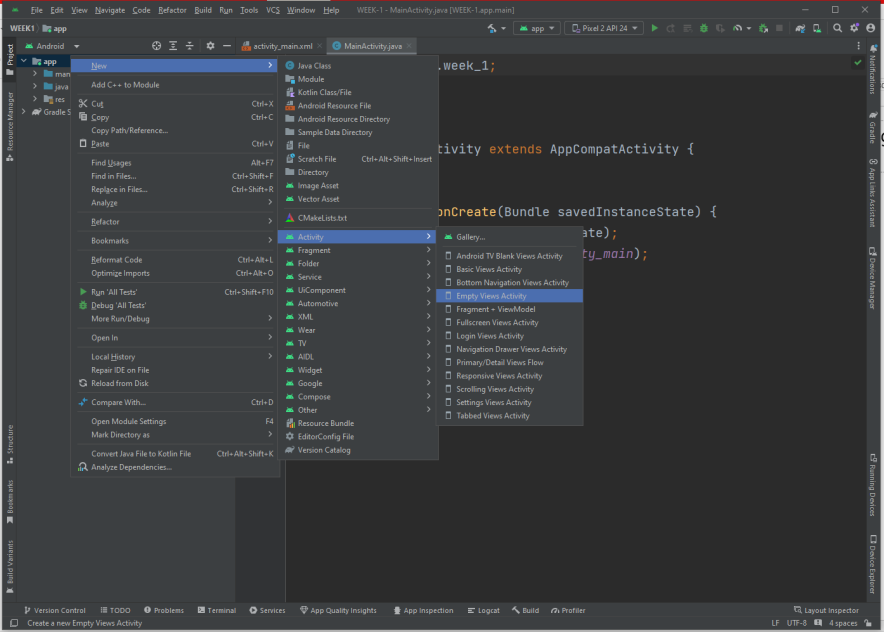 File Edit View Navigate Code Refactor Build Run Tools VCS Window Help WEEK-1 - MainActivity.java [WEEK-1.app.main]
WEEK1 app
app Pixel 2 API 24
Android
activity_main.xml MainActivity.java
Project
Resource Manager
Structure
Bookmarks
Build Variants
app
man
java
res
Gradle S
New
Add C++ to Module
Cut Ctrl+X
Copy Ctrl+C
Copy Path/Reference...
Paste Ctrl+V
Find Usages Alt+F7
Find in Files... Ctrl+Shift+F
Replace in Files... Ctrl+Shift+R
Analyze
Refactor
Bookmarks
Reformat Code Ctrl+Alt+L
Optimize Imports Ctrl+Alt+O
Run 'All Tests' Ctrl+Shift+F10
Debug 'All Tests'
More Run/Debug
Open In
Local History
Repair IDE on File
Reload from Disk
Compare With... Ctrl+D
Open Module Settings F4
Mark Directory as
Convert Java File to Kotlin File Ctrl+Alt+Shift+K
Analyze Dependencies...
Java Class
Module
Kotlin Class/File
Android Resource File
Android Resource Directory
Sample Data Directory
File
Scratch File Ctrl+Alt+Shift+Insert
Directory
Image Asset
Vector Asset
CMakeLists.txt
Activity
Fragment
Folder
Service
UiComponent
Automotive
XML
Wear
TV
AIDL
Widget
Google
Compose
Other
Resource Bundle
EditorConfig File
Version Catalog
Gallery...
Android TV Blank Views Activity
Basic Views Activity
Bottom Navigation Views Activity
Empty Views Activity
Fragment + ViewModel
Fullscreen Views Activity
Login Views Activity
Navigation Drawer Views Activity
Primary/Detail Views Flow
Responsive Views Activity
Scrolling Views Activity
Settings Views Activity
Tabbed Views Activity
.week_1;
tivity extends AppCompatActivity {
onCreate(Bundle savedInstanceState) {
ate);
ty_main);
Notifications
Gradle
App Links Assistant
Device Manager
Running Devices
Device Explorer
Version Control TODO Problems Terminal Services App Quality Insights App Inspection Logcat Build Profiler Layout Inspector
Create a new Empty Views Activity LF UTF-8 4 spaces